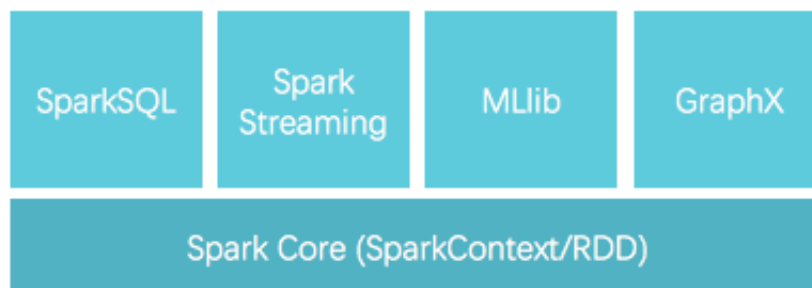 SparkSQL
Spark
Streaming
MLlib
GraphX
Spark Core (SparkContext/RDD)